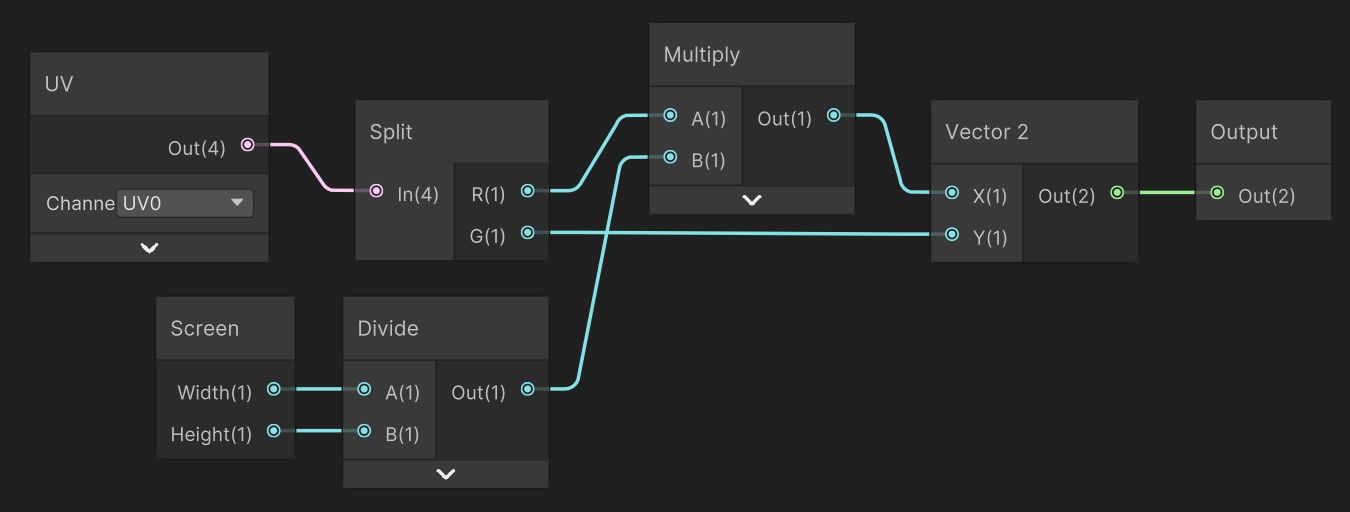 UV
Out(4)
Channe UV0
Split
In(4) R(1)
G(1)
Multiply
A(1) Out(1)
B(1)
Vector 2
X(1) Out(2)
Y(1)
Output
Out(2)
Screen
Width(1)
Height(1)
Divide
A(1) Out(1)
B(1)